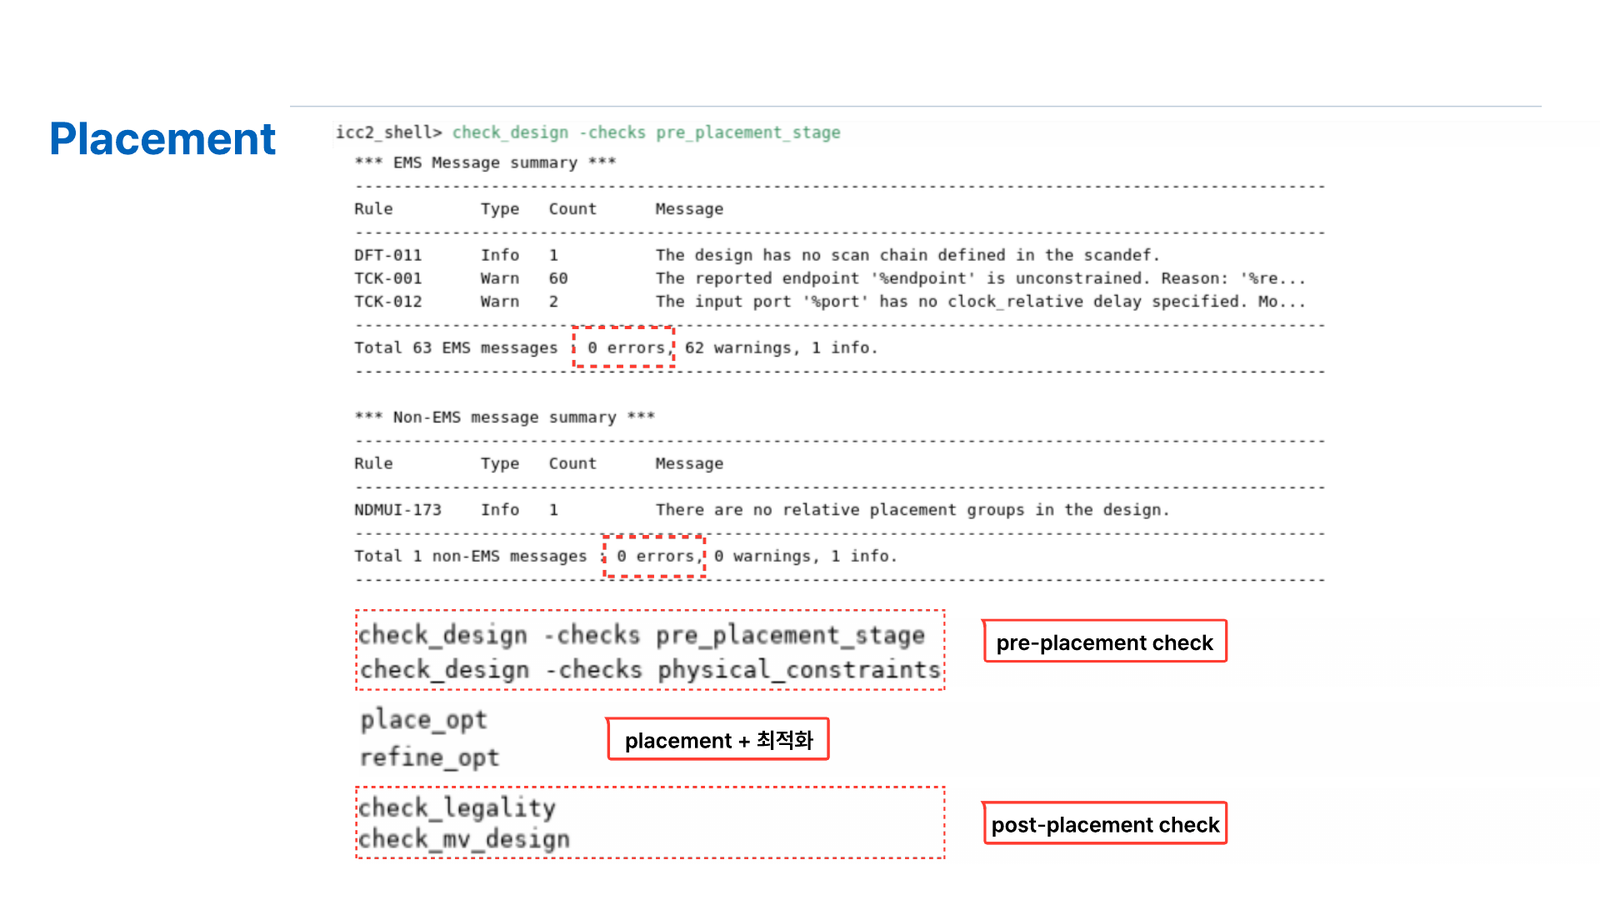 Placement
icc2_shell> check_design -checks pre_placement_stage
*** EMS Message summary ***
----------------------------------------------------------------------------------------------------
Rule Type Count Message
----------------------------------------------------------------------------------------------------
DFT-011 Info 1 The design has no scan chain defined in the scandef.
TCK-001 Warn 60 The reported endpoint '%endpoint' is unconstrained. Reason: '%re...
TCK-012 Warn 2 The input port '%port' has no clock_relative delay specified. Mo...
----------------------------------------------------------------------------------------------------
Total 63 EMS messages : 0 errors, 62 warnings, 1 info.
----------------------------------------------------------------------------------------------------
*** Non-EMS message summary ***
----------------------------------------------------------------------------------------------------
Rule Type Count Message
----------------------------------------------------------------------------------------------------
NDMUI-173 Info 1 There are no relative placement groups in the design.
----------------------------------------------------------------------------------------------------
Total 1 non-EMS messages : 0 errors, 0 warnings, 1 info.
----------------------------------------------------------------------------------------------------
check_design -checks pre_placement_stage
check_design -checks physical_constraints
pre-placement check
place_opt
refine_opt
placement + 최적화
check_legality
check_mv_design
post-placement check